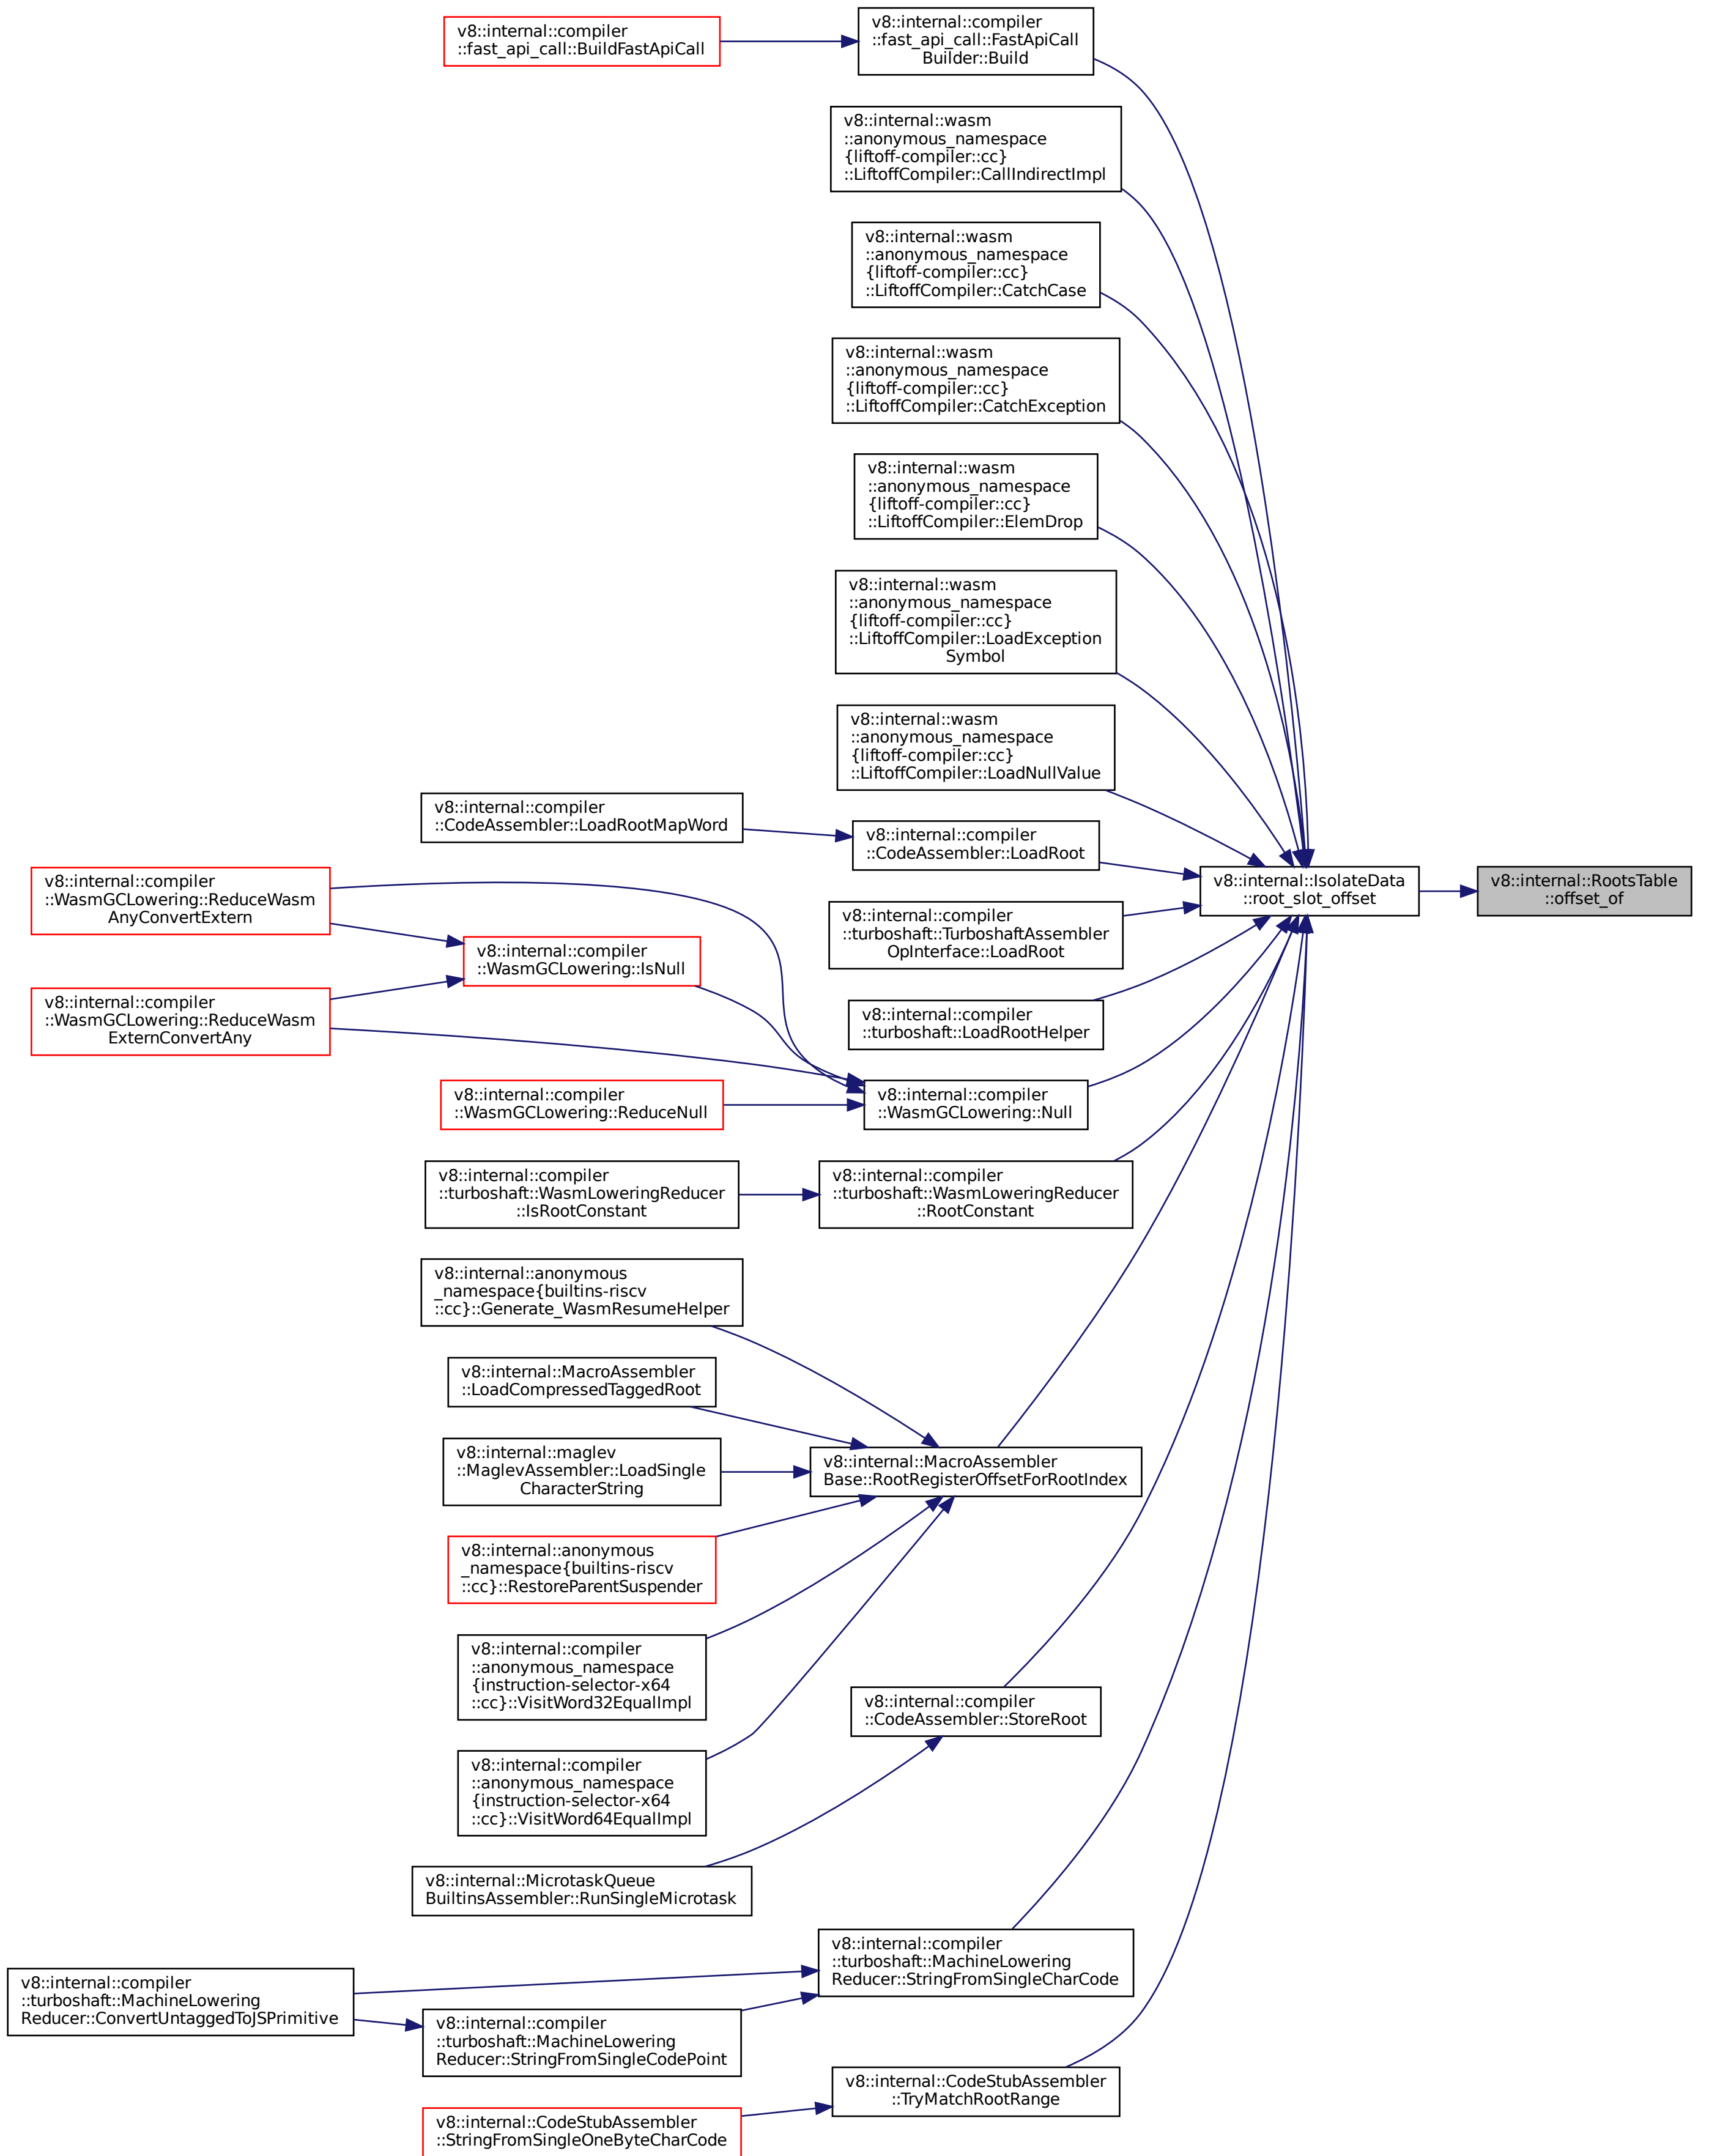 v8::internal::compiler
::fast_api_call::BuildFastApiCall
v8::internal::compiler
::fast_api_call::FastApiCall
Builder::Build
v8::internal::wasm
::anonymous_namespace
{liftoff-compiler::cc}
::LiftoffCompiler::CallIndirectImpl
v8::internal::wasm
::anonymous_namespace
{liftoff-compiler::cc}
::LiftoffCompiler::CatchCase
v8::internal::wasm
::anonymous_namespace
{liftoff-compiler::cc}
::LiftoffCompiler::CatchException
v8::internal::wasm
::anonymous_namespace
{liftoff-compiler::cc}
::LiftoffCompiler::ElemDrop
v8::internal::wasm
::anonymous_namespace
{liftoff-compiler::cc}
::LiftoffCompiler::LoadException
Symbol
v8::internal::wasm
::anonymous_namespace
{liftoff-compiler::cc}
::LiftoffCompiler::LoadNullValue
v8::internal::compiler
::CodeAssembler::LoadRootMapWord
v8::internal::compiler
::CodeAssembler::LoadRoot
v8::internal::IsolateData
::root_slot_offset
v8::internal::RootsTable
::offset_of
v8::internal::compiler
::WasmGCLowering::ReduceWasm
AnyConvertExtern
v8::internal::compiler
::turboshaft::TurboshaftAssembler
OpInterface::LoadRoot
v8::internal::compiler
::WasmGCLowering::IsNull
v8::internal::compiler
::WasmGCLowering::ReduceWasm
ExternConvertAny
v8::internal::compiler
::turboshaft::LoadRootHelper
v8::internal::compiler
::WasmGCLowering::ReduceNull
v8::internal::compiler
::WasmGCLowering::Null
v8::internal::compiler
::turboshaft::WasmLoweringReducer
::IsRootConstant
v8::internal::compiler
::turboshaft::WasmLoweringReducer
::RootConstant
v8::internal::anonymous
_namespace{builtins-riscv
::cc}::Generate_WasmResumeHelper
v8::internal::MacroAssembler
::LoadCompressedTaggedRoot
v8::internal::maglev
::MaglevAssembler::LoadSingle
CharacterString
v8::internal::MacroAssembler
Base::RootRegisterOffsetForRootIndex
v8::internal::anonymous
_namespace{builtins-riscv
::cc}::RestoreParentSuspender
v8::internal::compiler
::anonymous_namespace
{instruction-selector-x64
::cc}::VisitWord32EqualImpl
v8::internal::compiler
::CodeAssembler::StoreRoot
v8::internal::compiler
::anonymous_namespace
{instruction-selector-x64
::cc}::VisitWord64EqualImpl
v8::internal::MicrotaskQueue
BuiltinsAssembler::RunSingleMicrotask
v8::internal::compiler
::turboshaft::MachineLowering
Reducer::StringFromSingleCharCode
v8::internal::compiler
::turboshaft::MachineLowering
Reducer::ConvertUntaggedToJSPrimitive
v8::internal::compiler
::turboshaft::MachineLowering
Reducer::StringFromSingleCodePoint
v8::internal::CodeStubAssembler
::TryMatchRootRange
v8::internal::CodeStubAssembler
::StringFromSingleOneByteCharCode